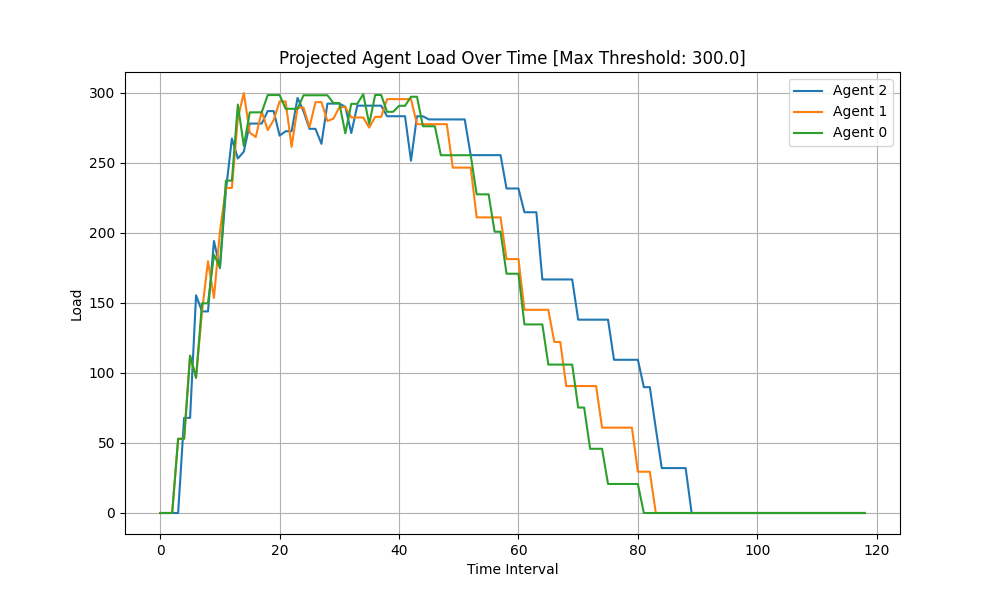 Projected Agent Load Over Time [Max Threshold: 300.0]
Agent 2
Agent 1
Agent 0
300
250
200
150
100
50
0
Load
0 20 40 60 80 100 120
Time Interval